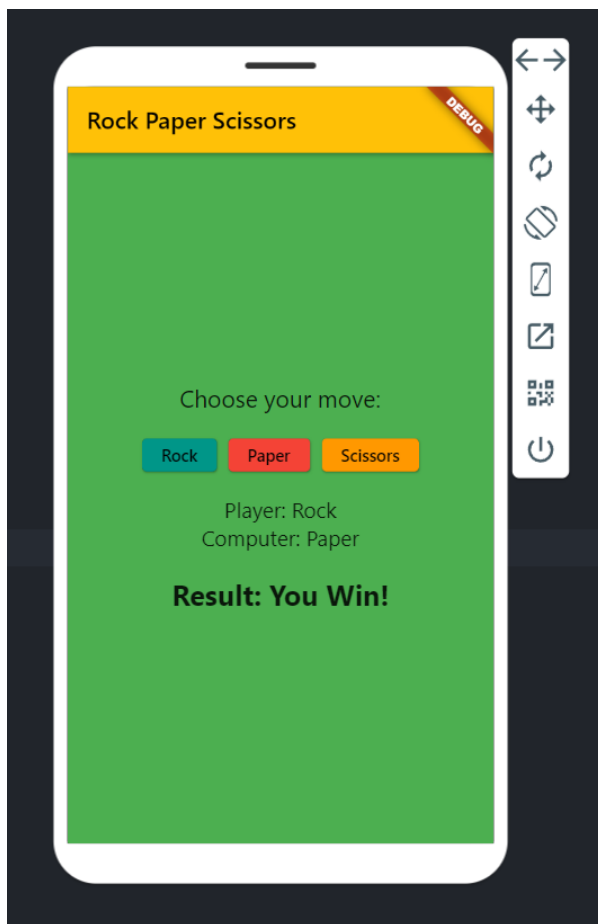 Rock Paper Scissors
DEBUG
Choose your move:
Rock Paper Scissors
Player: Rock
Computer: Paper
Result: You Win!